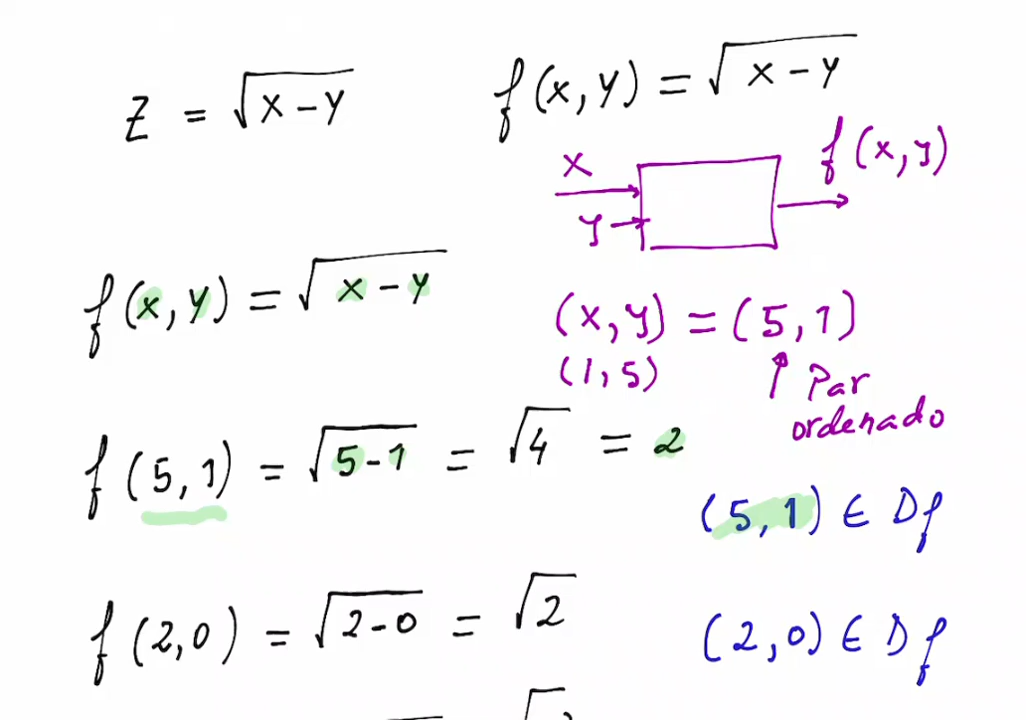 z = √(x - y)
f(x, y) = √(x - y)
x
y
f(x, y)
f(x, y) = √(x - y)
(x, y) = (5, 1)
(1, 5)
Par
ordenado
f(5, 1) = √(5 - 1) = √4 = 2
(5, 1) ∈ Df
f(2, 0) = √(2 - 0) = √2
(2, 0) ∈ Df